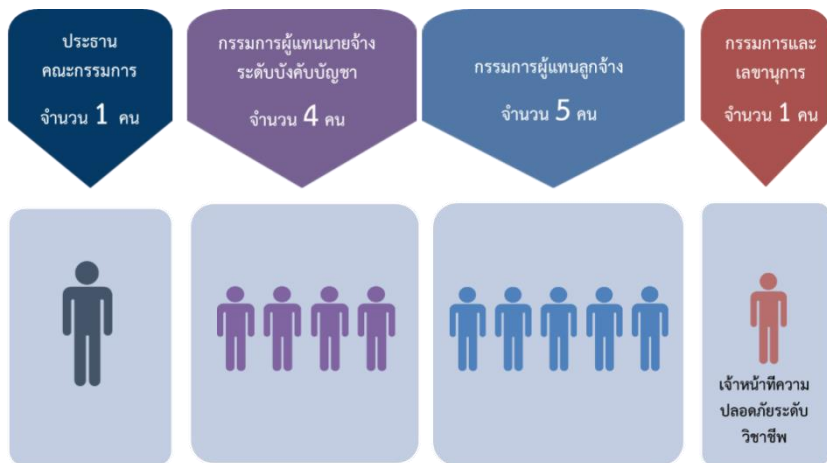 ประธาน
คณะกรรมการ
จำนวน 1 คน
กรรมการผู้แทนนายจ้าง
ระดับบังคับบัญชา
จำนวน 4 คน
กรรมการผู้แทนลูกจ้าง
จำนวน 5 คน
กรรมการและ
เลขานุการ
จำนวน 1 คน
เจ้าหน้าที่ความ
ปลอดภัยระดับ
วิชาชีพ